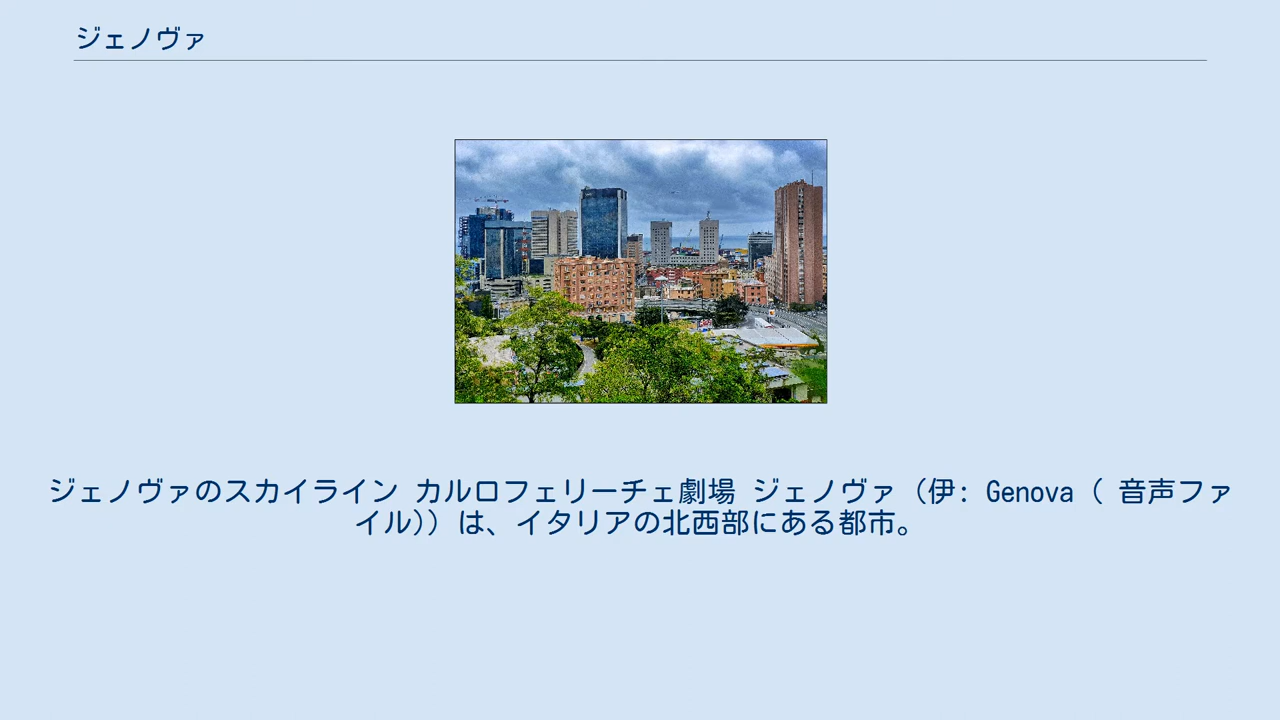 ジェノヴァ
ジェノヴァのスカイライン カルロフェリーチェ劇場 ジェノヴァ（伊: Genova ( 音声ファ
イル)）は、イタリアの北西部にある都市。